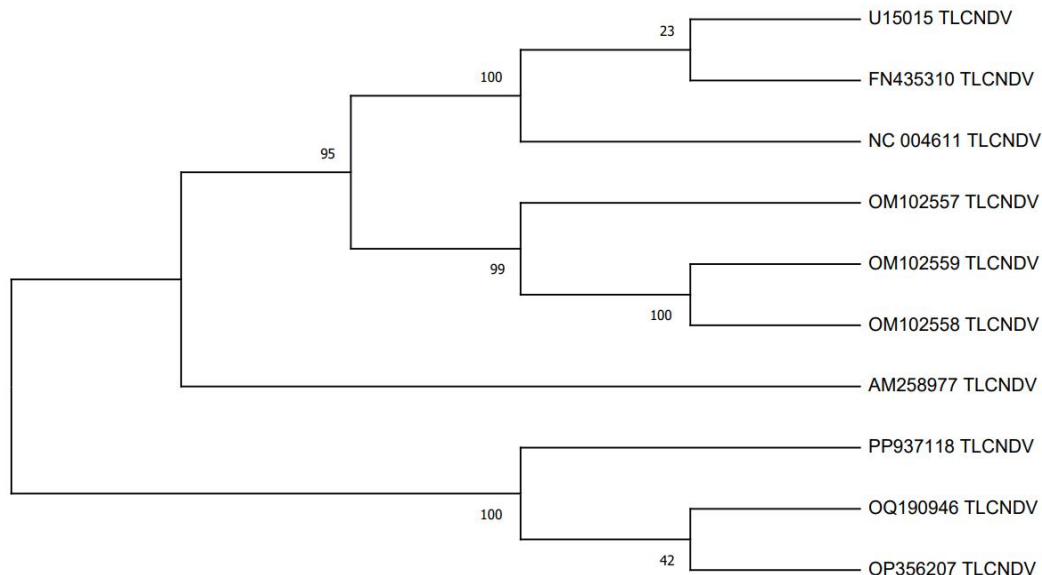 U15015 TLCNDV
23
FN435310 TLCNDV
100
NC 004611 TLCNDV
95
OM102557 TLCNDV
OM102559 TLCNDV
99
100
OM102558 TLCNDV
AM258977 TLCNDV
PP937118 TLCNDV
100
OQ190946 TLCNDV
42
OP356207 TLCNDV